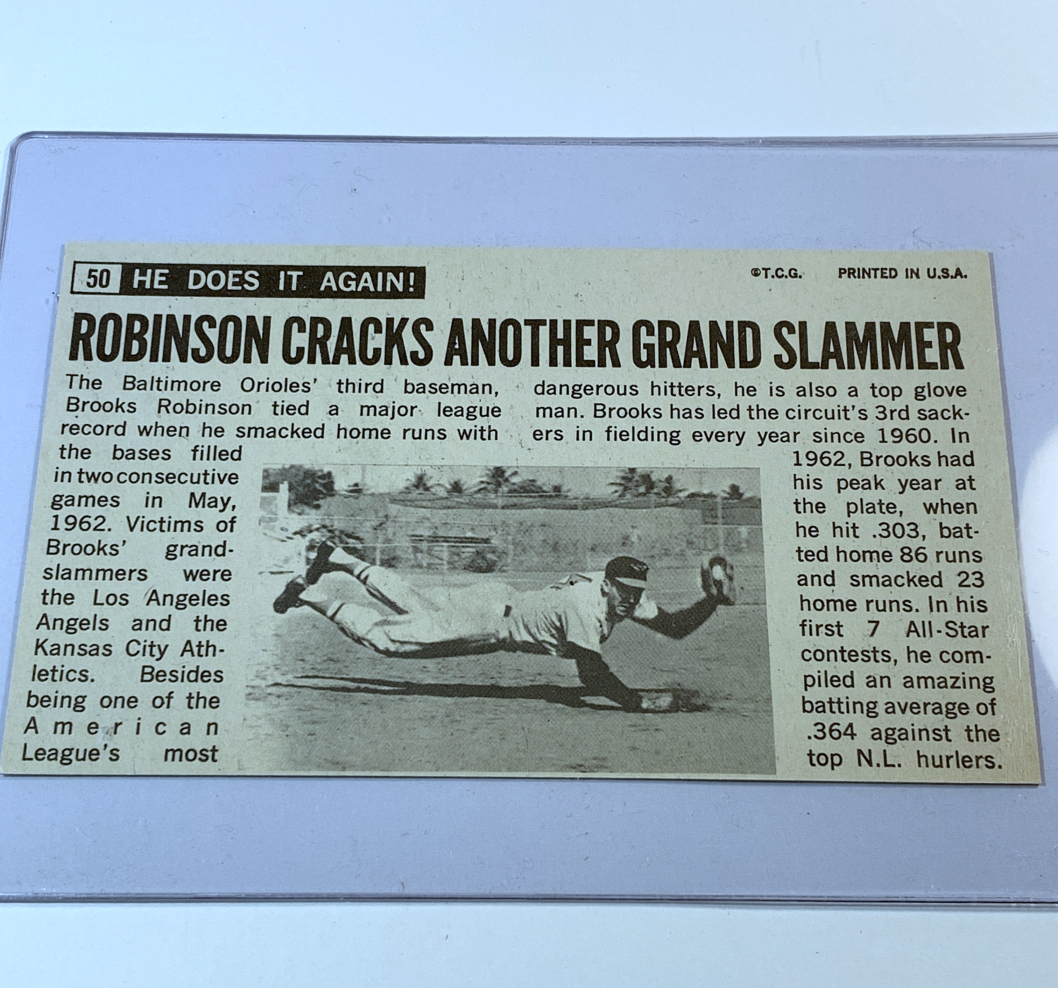 50 HE DOES IT AGAIN!
©T.C.G. PRINTED IN U.S.A.
ROBINSON CRACKS ANOTHER GRAND SLAMMER
The Baltimore Orioles' third baseman,
Brooks Robinson tied a major league
record when he smacked home runs with
the bases filled
in two consecutive
games in May,
1962. Victims of
Brooks' grand-
slammers were
the Los Angeles
Angels and the
Kansas City Ath-
letics. Besides
being one of the
American
League's most
dangerous hitters, he is also a top glove
man. Brooks has led the circuit's 3rd sack-
ers in fielding every year since 1960. In
1962, Brooks had
his peak year at
the plate, when
he hit .303, bat-
ted home 86 runs
and smacked 23
home runs. In his
first 7 All-Star
contests, he com-
piled an amazing
batting average of
.364 against the
top N.L. hurlers.